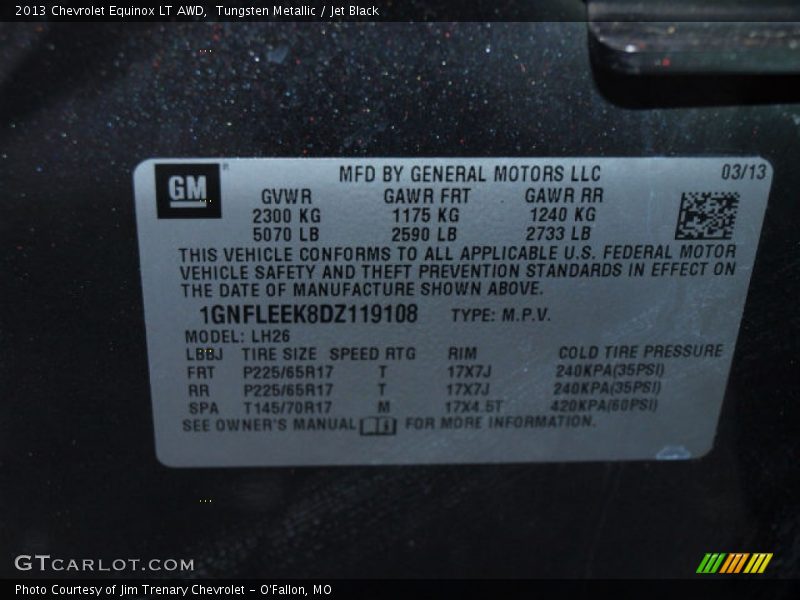 2013 Chevrolet Equinox LT AWD, Tungsten Metallic / Jet Black
GM
MFD BY GENERAL MOTORS LLC 03/13
GVWR GAWR FRT GAWR RR
2300 KG 1175 KG 1240 KG
5070 LB 2590 LB 2733 LB
THIS VEHICLE CONFORMS TO ALL APPLICABLE U.S. FEDERAL MOTOR
VEHICLE SAFETY AND THEFT PREVENTION STANDARDS IN EFFECT ON
THE DATE OF MANUFACTURE SHOWN ABOVE.
1GNFLEEK8DZ119108 TYPE: M.P.V.
MODEL: LH26
LBBJ TIRE SIZE SPEED RTG RIM COLD TIRE PRESSURE
FRT P225/65R17 T 17X7J 240KPA(35PSI)
RR P225/65R17 T 17X7J 240KPA(35PSI)
SPA T145/70R17 M 17X4.5T 420KPA(60PSI)
SEE OWNER'S MANUAL FOR MORE INFORMATION.
GTCARLOT.COM
Photo Courtesy of Jim Trenary Chevrolet - O'Fallon, MO